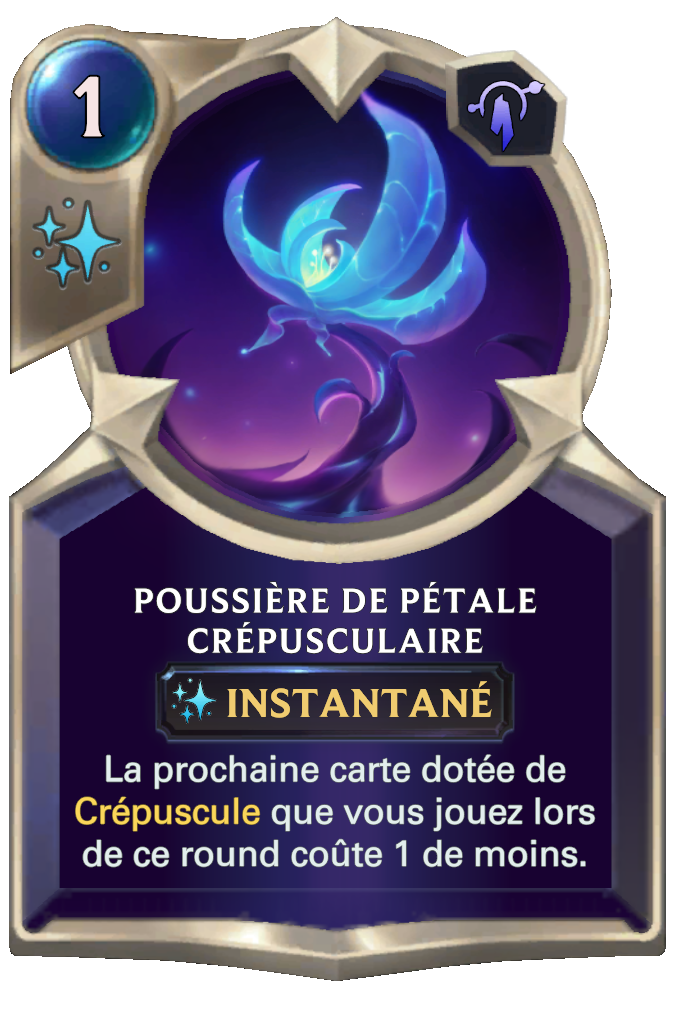 1
POUSSIÈRE DE PÉTALE
CRÉPUSCULAIRE
INSTANTANÉ
La prochaine carte dotée de
Crépuscule que vous jouez lors
de ce round coûte 1 de moins.